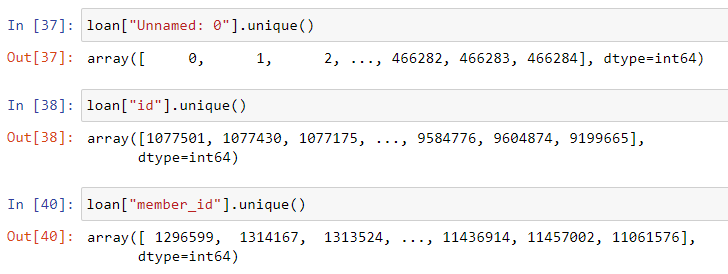 In [37]: loan["Unnamed: 0"].unique()
Out[37]: array([     0,      1,      2, ..., 466282, 466283, 466284], dtype=int64)
In [38]: loan["id"].unique()
Out[38]: array([1077501, 1077430, 1077175, ..., 9584776, 9604874, 9199665],
dtype=int64)
In [40]: loan["member_id"].unique()
Out[40]: array([ 1296599,  1314167,  1313524, ..., 11436914, 11457002, 11061576],
dtype=int64)